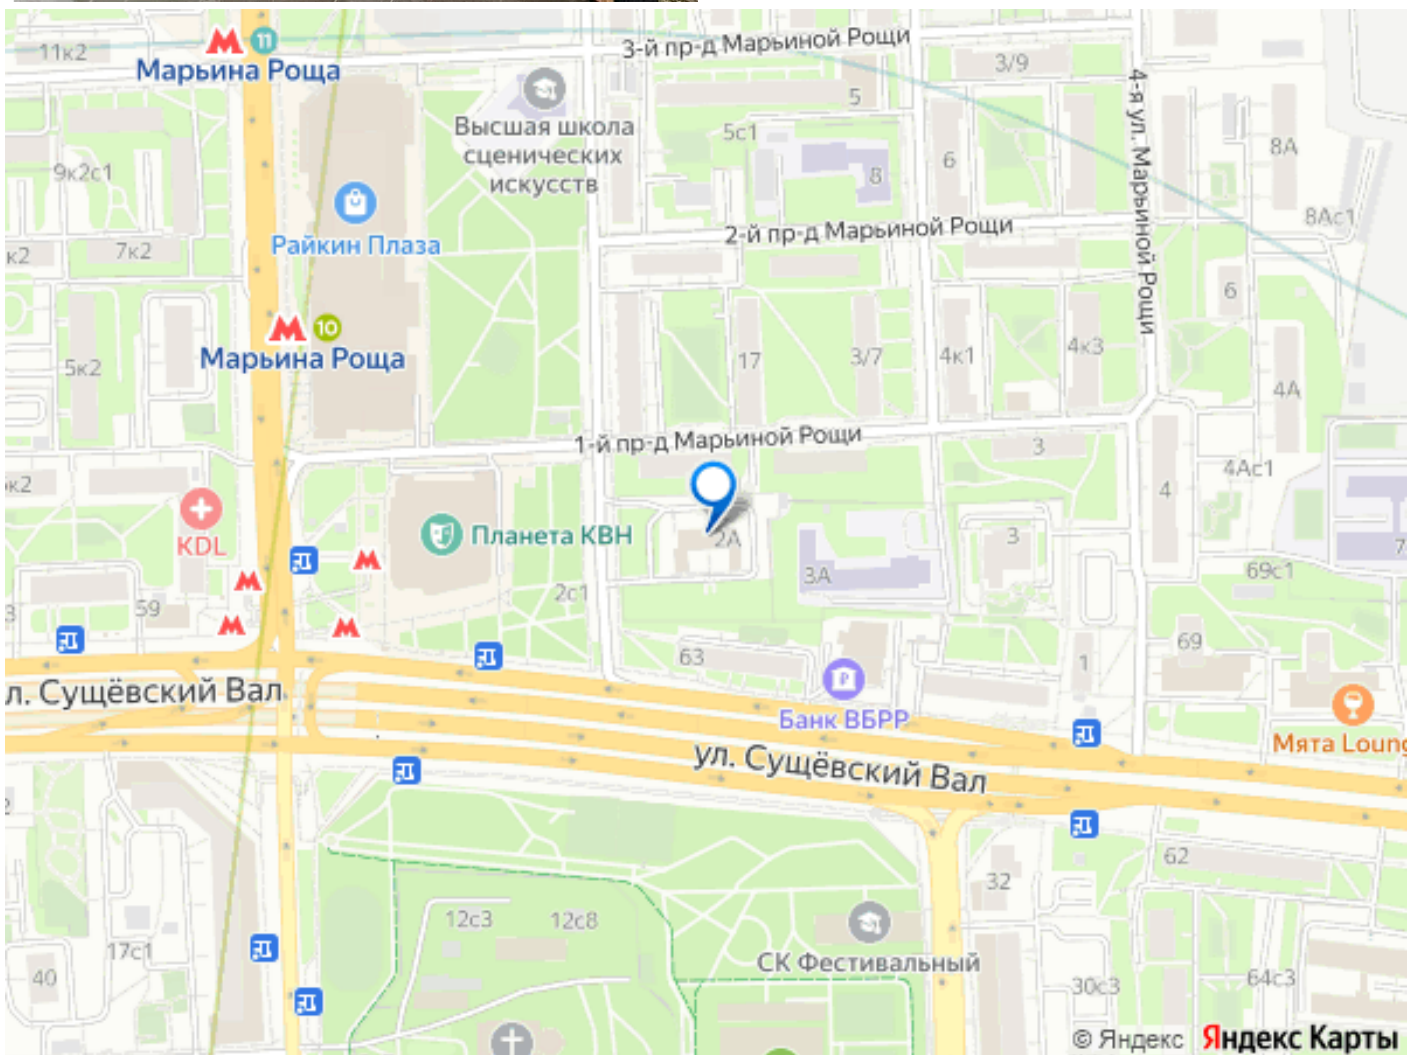 11к2
11
Марьина Роща
3-й пр-д Марьиной Рощи
3/9
5
4-я ул. Марьиной Рощи
Высшая школа
сценических
искусств
5с1
8
6
8А
9к2с1
8Ас1
2-й пр-д Марьиной Рощи
Райкин Плаза
к2
7к2
6
10
Марьина Роща
5к2
17
3/7
4к1
4к3
4А
1-й пр-д Марьиной Рощи
3
4Ас1
к2
4
KDL
Планета КВН
2А
3
7
3А
69с1
2с1
3
59
63
69
1
Р
Банк ВБРР
л. Сущёвский Вал
ул. Сущёвский Вал
Мята Loung
62
32
12с3
12с8
17с1
40
СК Фестивальный
30с3
64с3
© Яндекс Яндекс Карты